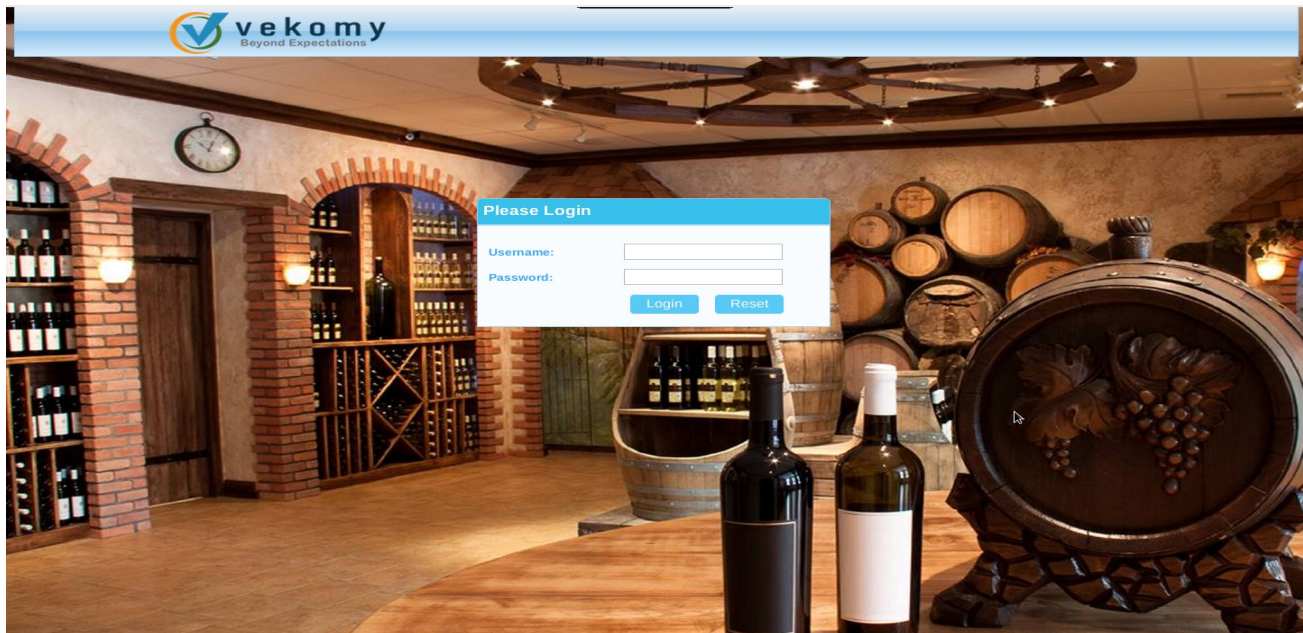 vekomy
Beyond Expectations
Please Login
Username:
Password:
Login Reset